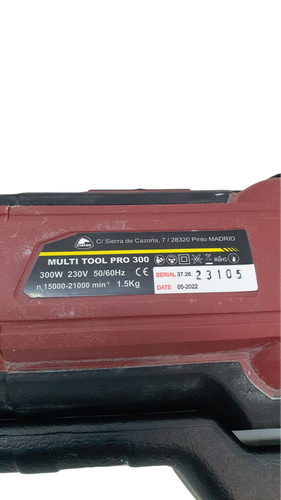 C/ Sierra de Cazorla, 7 / 28320 Pinto MADRID
MULTI TOOL PRO 300
300W 230V 50/60Hz CE
n 15000-21000 min⁻¹ 1.5Kg
SERIAL 37.26. 23105
DATE 05-2022